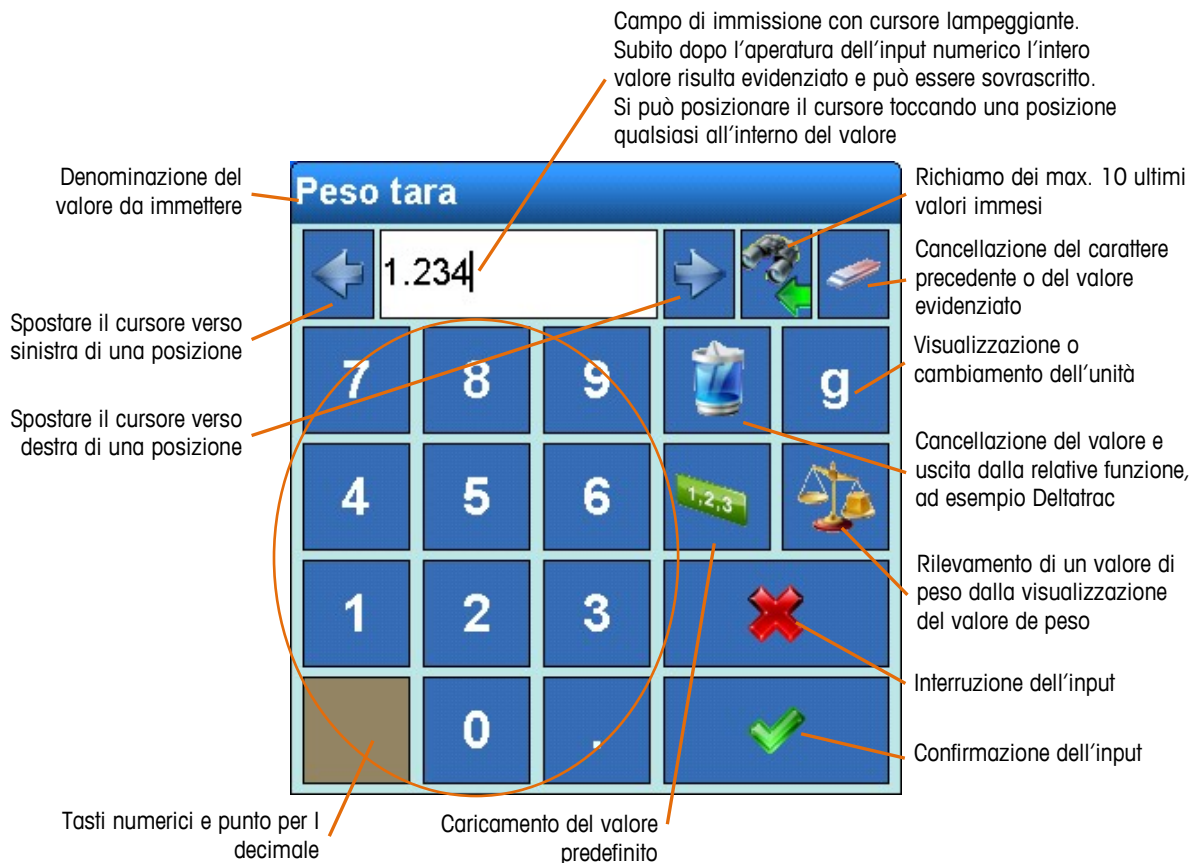 Campo di immissione con cursore lampeggiante.
Subito dopo l'aperatura dell'input numerico l'intero
valore risulta evidenziato e può essere sovrascritto.
Si può posizionare il cursore toccando una posizione
qualsiasi all'interno del valore
Denominazione del
valore da immettere
Peso tara
Richiamo dei max. 10 ultimi
valori immesi
1.234
Cancellazione del carattere
precedente o del valore
evidenziato
Spostare il cursore verso
sinistra di una posizione
Visualizzazione o
cambiamento dell'unità
7 8 9 g
Spostare il cursore verso
destra di una posizione
Cancellazione del valore e
uscita dalla relative funzione,
ad esempio Deltatrac
4 5 6 1,2,3
Rilevamento di un valore di
peso dalla visualizzazione
del valore de peso
1 2 3
Interruzione dell'input
0 .
Confirmazione dell'input
Tasti numerici e punto per l
decimale
Caricamento del valore
predefinito